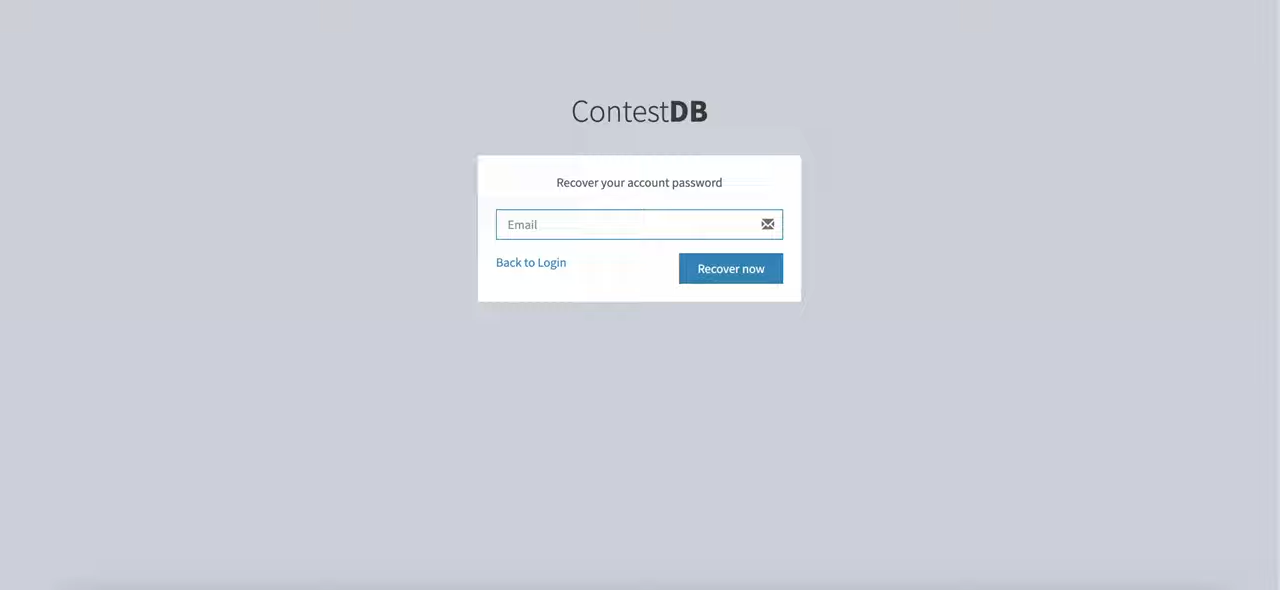 ContestDB
Recover your account password
Email
Back to Login
Recover now